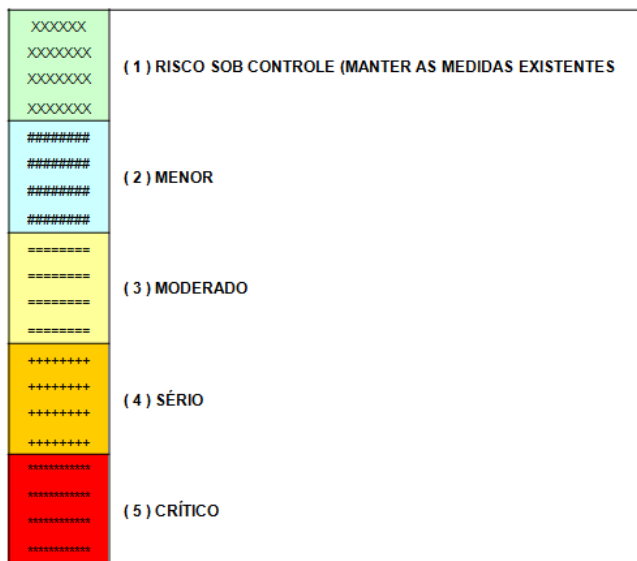 XXXXXX
XXXXXXX
( 1 ) RISCO SOB CONTROLE (MANTER AS MEDIDAS EXISTENTES
XXXXXXX
XXXXXXX
########
########
( 2 ) MENOR
########
########
========
========
( 3 ) MODERADO
========
========
++++++++
++++++++
( 4 ) SÉRIO
++++++++
++++++++
************
************
( 5 ) CRÍTICO
************
************